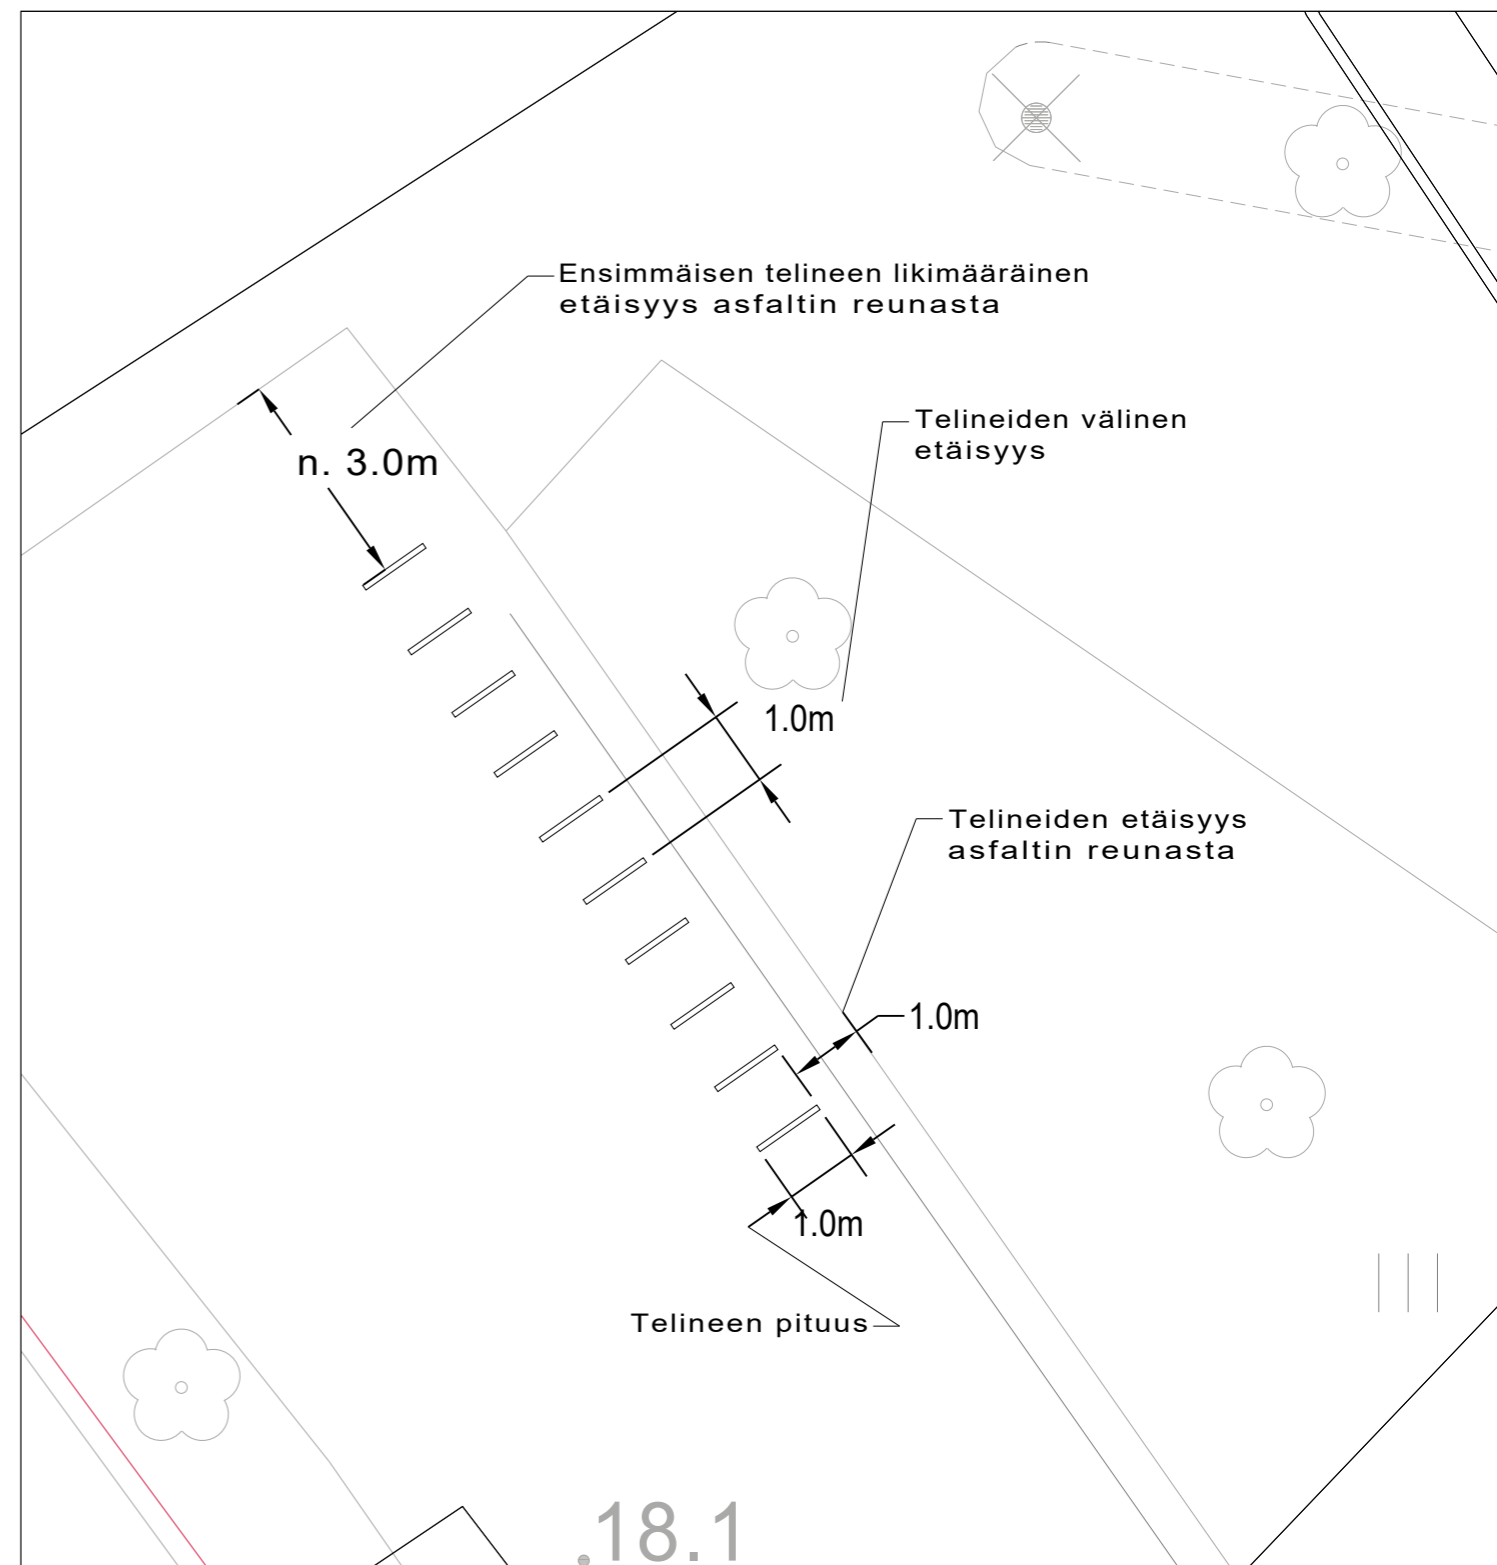 Ensimmäisen telineen likimääräinen
etäisyys asfaltin reunasta
n. 3.0m
Telineiden välinen
etäisyys
1.0m
Telineiden etäisyys
asfaltin reunasta
1.0m
1.0m
Telineen pituus
.18.1